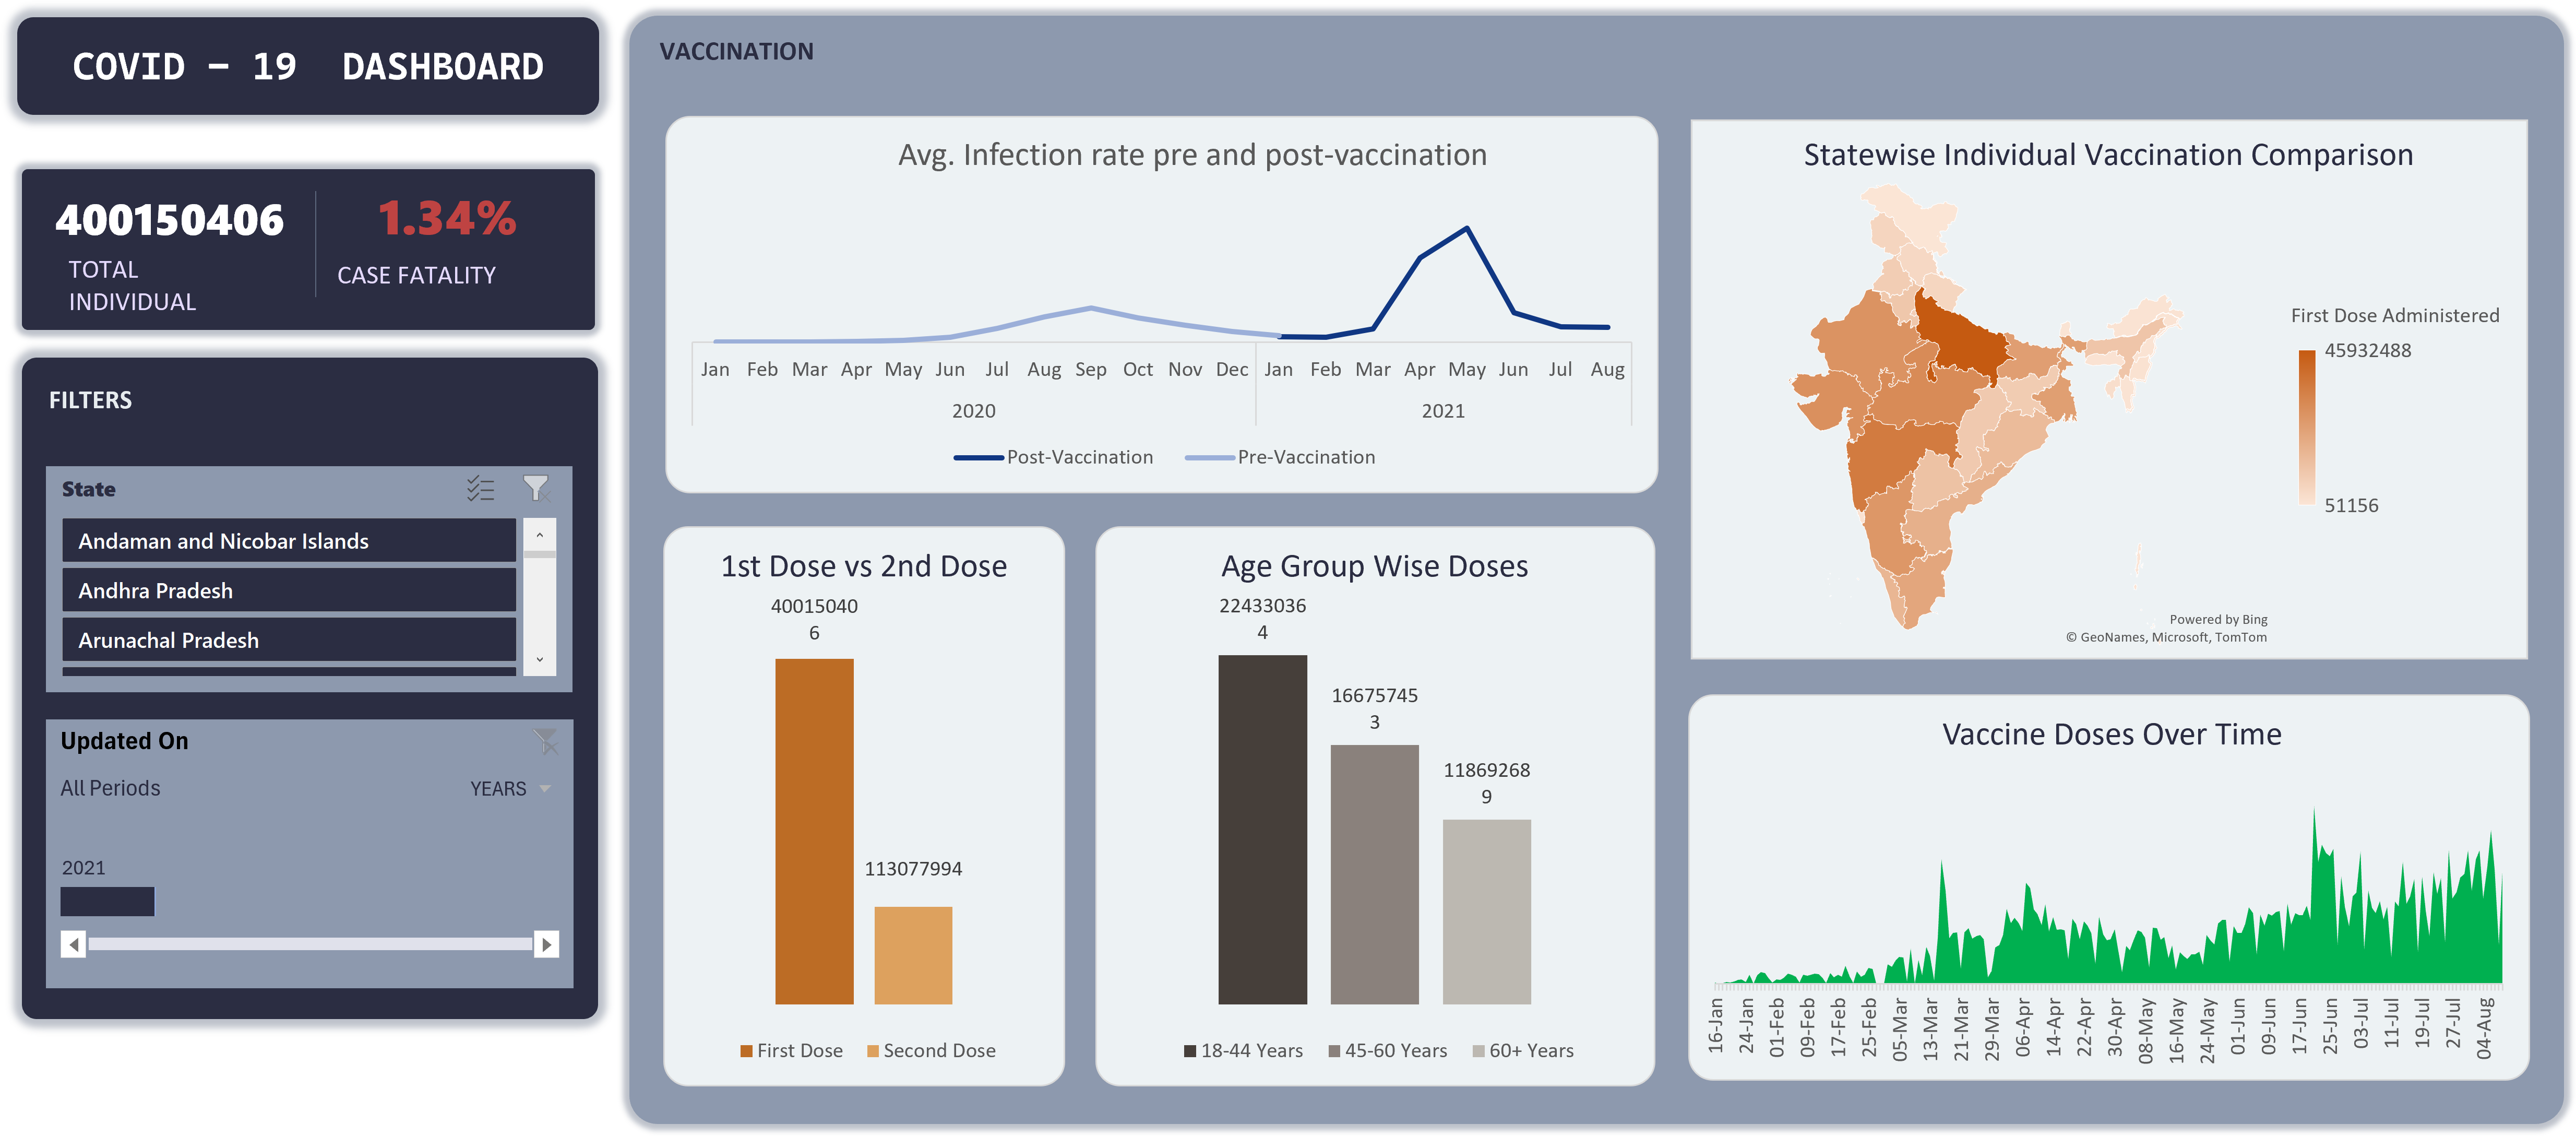 COVID – 19 DASHBOARD
400150406
TOTAL
INDIVIDUAL
1.34%
CASE FATALITY
FILTERS
State
Andaman and Nicobar Islands
Andhra Pradesh
Arunachal Pradesh
Updated On
All Periods
YEARS
2021
VACCINATION
Avg. Infection rate pre and post-vaccination
Jan Feb Mar Apr May Jun Jul Aug Sep Oct Nov Dec Jan Feb Mar Apr May Jun Jul Aug
2020 2021
Post-Vaccination Pre-Vaccination
1st Dose vs 2nd Dose
40015040
6
113077994
First Dose Second Dose
Age Group Wise Doses
22433036
4
16675745
3
11869268
9
18-44 Years 45-60 Years 60+ Years
Statewise Individual Vaccination Comparison
First Dose Administered
45932488
51156
Powered by Bing
© GeoNames, Microsoft, TomTom
Vaccine Doses Over Time
16-Jan
24-Jan
01-Feb
09-Feb
17-Feb
25-Feb
05-Mar
13-Mar
21-Mar
29-Mar
06-Apr
14-Apr
22-Apr
30-Apr
08-May
16-May
24-May
01-Jun
09-Jun
17-Jun
25-Jun
03-Jul
11-Jul
19-Jul
27-Jul
04-Aug